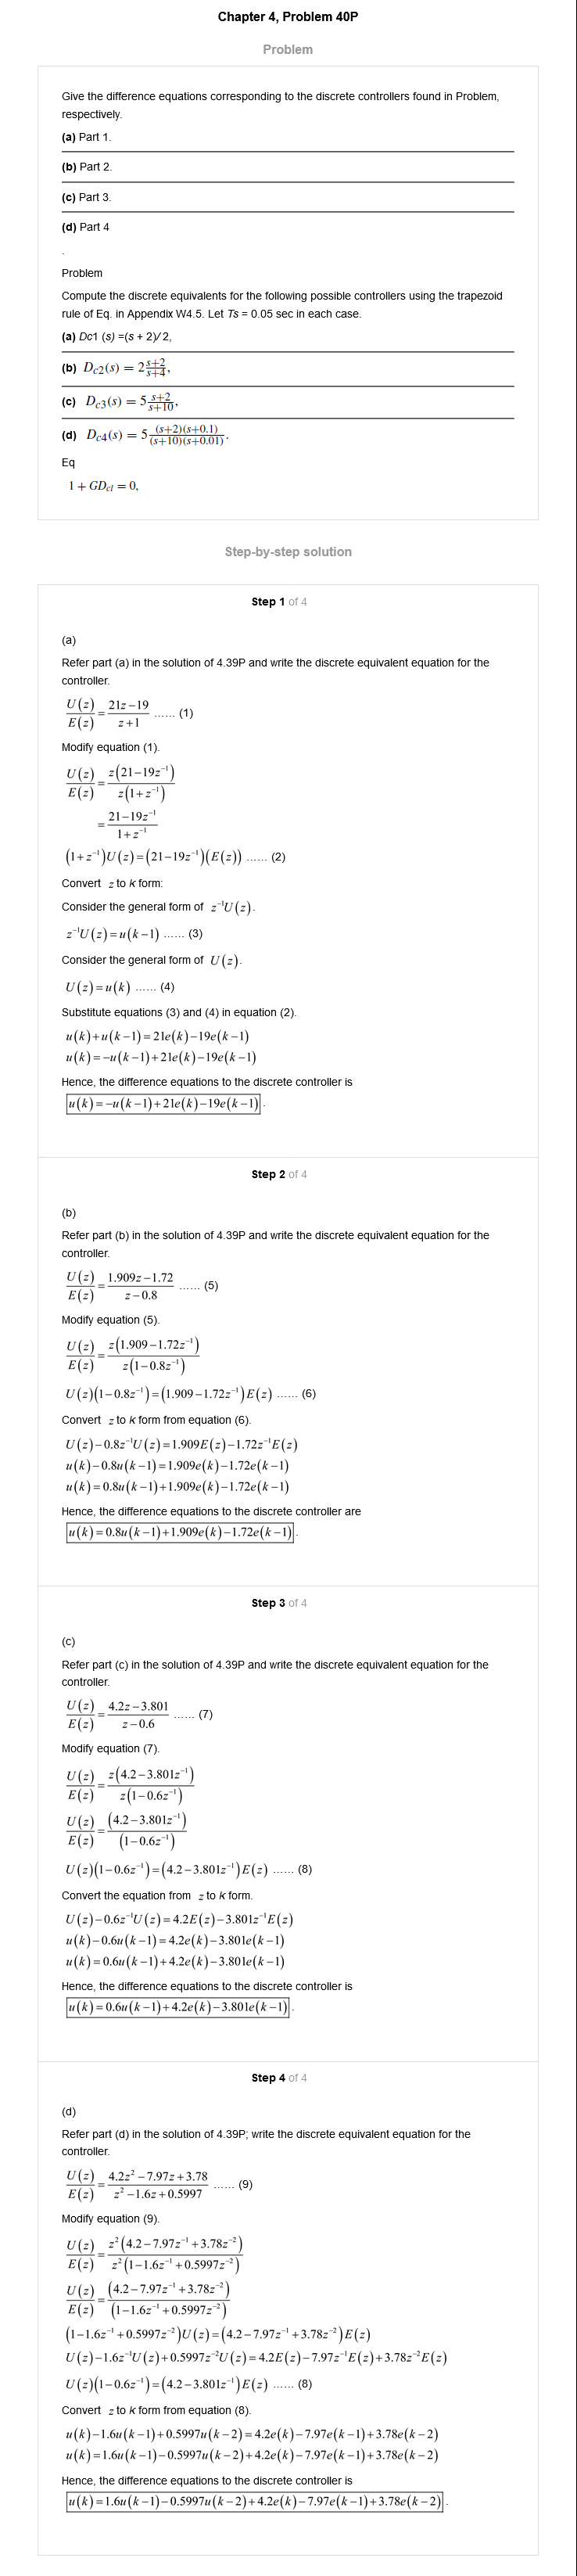 Chapter 4, Problem 40P
Problem
Give the difference equations corresponding to the discrete controllers found in Problem,
respectively.
(a) Part 1.
(b) Part 2.
(c) Part 3.
(d) Part 4
.
Problem
Compute the discrete equivalents for the following possible controllers using the trapezoid
rule of Eq. in Appendix W4.5. Let Ts = 0.05 sec in each case.
(a) Dc1 (s) =(s + 2)/ 2,
(b) D_{c2}(s) = 2\frac{s+2}{s+4},
(c) D_{c3}(s) = 5\frac{s+2}{s+10},
(d) D_{c4}(s) = 5\frac{(s+2)(s+0.1)}{(s+10)(s+0.01)}.
Eq
1 + GD_{cl} = 0,
Step-by-step solution
Step 1 of 4
(a)
Refer part (a) in the solution of 4.39P and write the discrete equivalent equation for the
controller.
\frac{U(z)}{E(z)} = \frac{21z-19}{z+1} ...... (1)
Modify equation (1).
\frac{U(z)}{E(z)} = \frac{z(21-19z^{-1})}{z(1+z^{-1})}
= \frac{21-19z^{-1}}{1+z^{-1}}
(1+z^{-1})U(z)=(21-19z^{-1})(E(z)) ...... (2)
Convert z to k form:
Consider the general form of z^{-1}U(z).
z^{-1}U(z)=u(k-1) ...... (3)
Consider the general form of U(z).
U(z)=u(k) ...... (4)
Substitute equations (3) and (4) in equation (2).
u(k)+u(k-1)=21e(k)-19e(k-1)
u(k)=-u(k-1)+21e(k)-19e(k-1)
Hence, the difference equations to the discrete controller is
u(k)=-u(k-1)+21e(k)-19e(k-1).
Step 2 of 4
(b)
Refer part (b) in the solution of 4.39P and write the discrete equivalent equation for the
controller.
\frac{U(z)}{E(z)} = \frac{1.909z-1.72}{z-0.8} ...... (5)
Modify equation (5).
\frac{U(z)}{E(z)} = \frac{z(1.909-1.72z^{-1})}{z(1-0.8z^{-1})}
U(z)(1-0.8z^{-1})=(1.909-1.72z^{-1})E(z) ...... (6)
Convert z to k form from equation (6).
U(z)-0.8z^{-1}U(z)=1.909E(z)-1.72z^{-1}E(z)
u(k)-0.8u(k-1)=1.909e(k)-1.72e(k-1)
u(k)=0.8u(k-1)+1.909e(k)-1.72e(k-1)
Hence, the difference equations to the discrete controller are
u(k)=0.8u(k-1)+1.909e(k)-1.72e(k-1).
Step 3 of 4
(c)
Refer part (c) in the solution of 4.39P and write the discrete equivalent equation for the
controller.
\frac{U(z)}{E(z)} = \frac{4.2z-3.801}{z-0.6} ...... (7)
Modify equation (7).
\frac{U(z)}{E(z)} = \frac{z(4.2-3.801z^{-1})}{z(1-0.6z^{-1})}
\frac{U(z)}{E(z)} = \frac{(4.2-3.801z^{-1})}{(1-0.6z^{-1})}
U(z)(1-0.6z^{-1})=(4.2-3.801z^{-1})E(z) ...... (8)
Convert the equation from z to k form.
U(z)-0.6z^{-1}U(z)=4.2E(z)-3.801z^{-1}E(z)
u(k)-0.6u(k-1)=4.2e(k)-3.801e(k-1)
u(k)=0.6u(k-1)+4.2e(k)-3.801e(k-1)
Hence, the difference equations to the discrete controller is
u(k)=0.6u(k-1)+4.2e(k)-3.801e(k-1).
Step 4 of 4
(d)
Refer part (d) in the solution of 4.39P; write the discrete equivalent equation for the
controller.
\frac{U(z)}{E(z)} = \frac{4.2z^{2}-7.97z+3.78}{z^{2}-1.6z+0.5997} ...... (9)
Modify equation (9).
\frac{U(z)}{E(z)} = \frac{z^{2}(4.2-7.97z^{-1}+3.78z^{-2})}{z^{2}(1-1.6z^{-1}+0.5997z^{-2})}
\frac{U(z)}{E(z)} = \frac{(4.2-7.97z^{-1}+3.78z^{-2})}{(1-1.6z^{-1}+0.5997z^{-2})}
(1-1.6z^{-1}+0.5997z^{-2})U(z)=(4.2-7.97z^{-1}+3.78z^{-2})E(z)
U(z)-1.6z^{-1}U(z)+0.5997z^{-2}U(z)=4.2E(z)-7.97z^{-1}E(z)+3.78z^{-2}E(z)
U(z)(1-0.6z^{-1})=(4.2-3.801z^{-1})E(z) ...... (8)
Convert z to k form from equation (8).
u(k)-1.6u(k-1)+0.5997u(k-2)=4.2e(k)-7.97e(k-1)+3.78e(k-2)
u(k)=1.6u(k-1)-0.5997u(k-2)+4.2e(k)-7.97e(k-1)+3.78e(k-2)
Hence, the difference equations to the discrete controller is
u(k)=1.6u(k-1)-0.5997u(k-2)+4.2e(k)-7.97e(k-1)+3.78e(k-2).